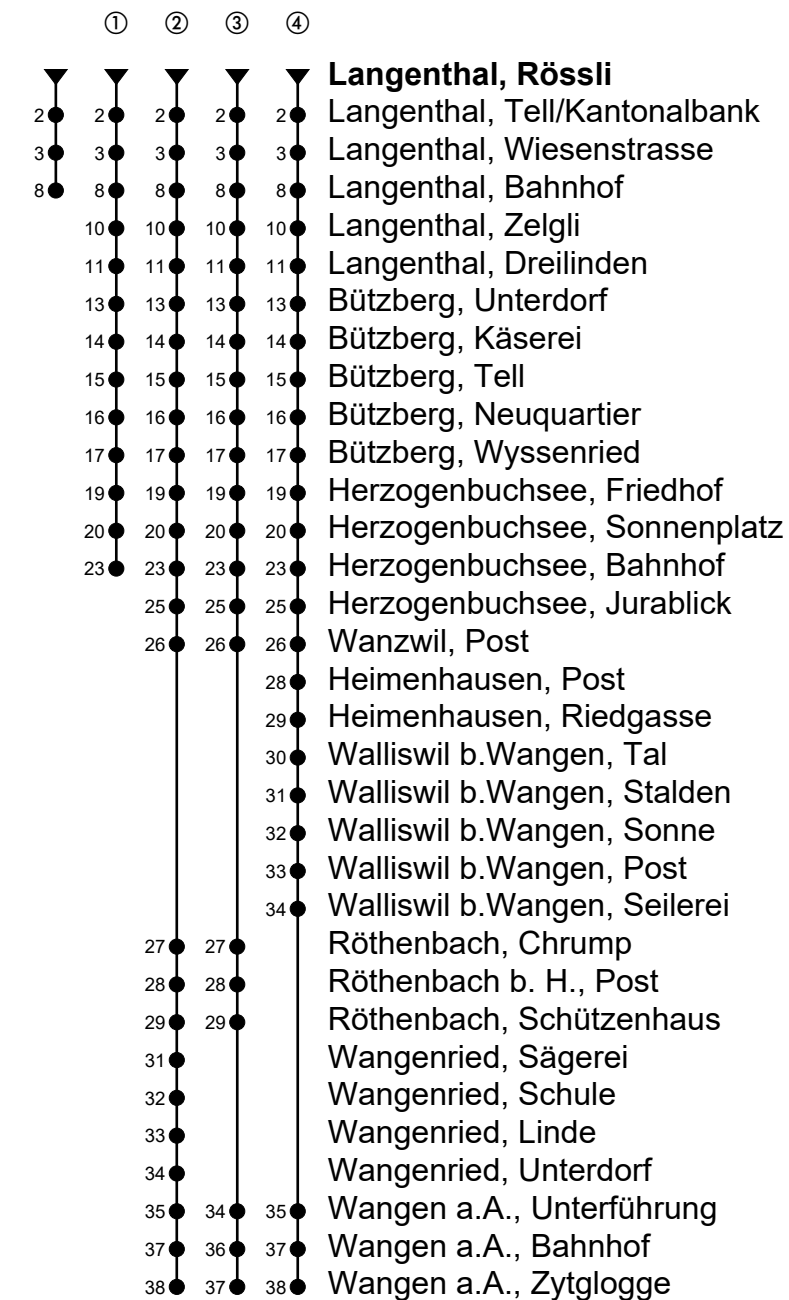 ① ② ③ ④
Langenthal, Rössli
2 2 2 2 2 Langenthal, Tell/Kantonalbank
3 3 3 3 3 Langenthal, Wiesenstrasse
8 8 8 8 8 Langenthal, Bahnhof
10 10 10 10 Langenthal, Zelgli
11 11 11 11 Langenthal, Dreilinden
13 13 13 13 Bützberg, Unterdorf
14 14 14 14 Bützberg, Käserei
15 15 15 15 Bützberg, Tell
16 16 16 16 Bützberg, Neuquartier
17 17 17 17 Bützberg, Wyssenried
19 19 19 19 Herzogenbuchsee, Friedhof
20 20 20 20 Herzogenbuchsee, Sonnenplatz
23 23 23 23 Herzogenbuchsee, Bahnhof
25 25 25 Herzogenbuchsee, Jurablick
26 26 26 Wanzwil, Post
28 Heimenhausen, Post
29 Heimenhausen, Riedgasse
30 Walliswil b.Wangen, Tal
31 Walliswil b.Wangen, Stalden
32 Walliswil b.Wangen, Sonne
33 Walliswil b.Wangen, Post
34 Walliswil b.Wangen, Seilerei
27 27 Röthenbach, Chrump
28 28 Röthenbach b. H., Post
29 29 Röthenbach, Schützenhaus
31 Wangenried, Sägerei
32 Wangenried, Schule
33 Wangenried, Linde
34 Wangenried, Unterdorf
35 34 35 Wangen a.A., Unterführung
37 36 37 Wangen a.A., Bahnhof
38 37 38 Wangen a.A., Zytglogge